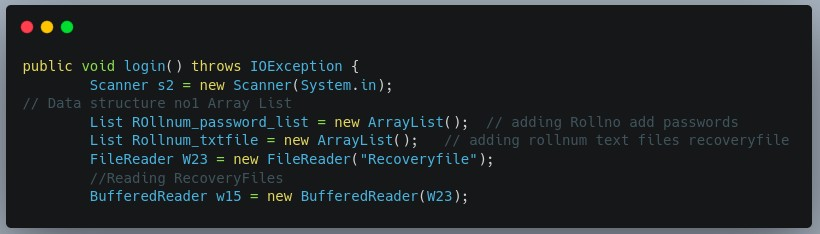 public void login() throws IOException {
Scanner s2 = new Scanner(System.in);
// Data structure no1 Array List
List ROllnum_password_list = new ArrayList();  // adding Rollno add passwords
List Rollnum_txtfile = new ArrayList();   // adding rollnum text files recoveryfile
FileReader W23 = new FileReader("Recoveryfile");
//Reading RecoveryFiles
BufferedReader w15 = new BufferedReader(W23);